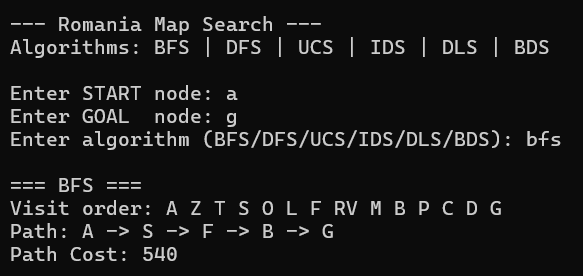 --- Romania Map Search ---
Algorithms: BFS | DFS | UCS | IDS | DLS | BDS
Enter START node: a
Enter GOAL  node: g
Enter algorithm (BFS/DFS/UCS/IDS/DLS/BDS): bfs
=== BFS ===
Visit order: A Z T S O L F RV M B P C D G
Path: A -> S -> F -> B -> G
Path Cost: 540